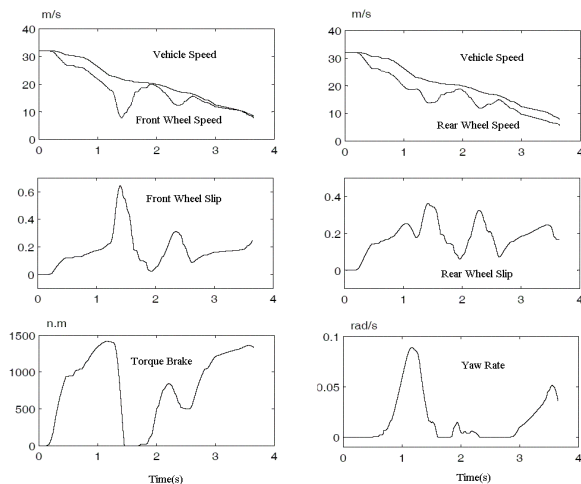 m/s
40
30
20
10
0
0 1 2 3 4
Vehicle Speed
Front Wheel Speed
m/s
40
30
20
10
0
0 1 2 3 4
Vehicle Speed
Rear Wheel Speed
0.6
0.4
0.2
0
0 1 2 3 4
Front Wheel Slip
0.6
0.4
0.2
0
0 1 2 3 4
Rear Wheel Slip
n.m
1500
1000
500
0
0 1 2 3 4
Torque Brake
Time(s)
rad/s
0.1
0.05
0
0 1 2 3 4
Yaw Rate
Time(s)